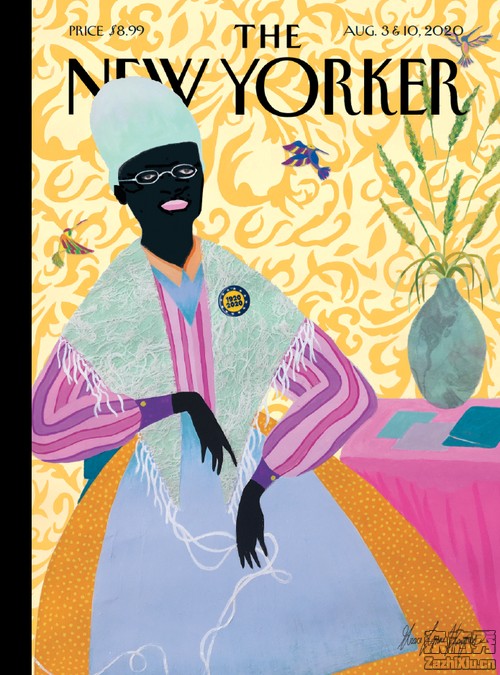 PRICE $8.99
THE
AUG. 3 & 10, 2020
NEW YORKER
1920
2020
ZazhiXiu.cn